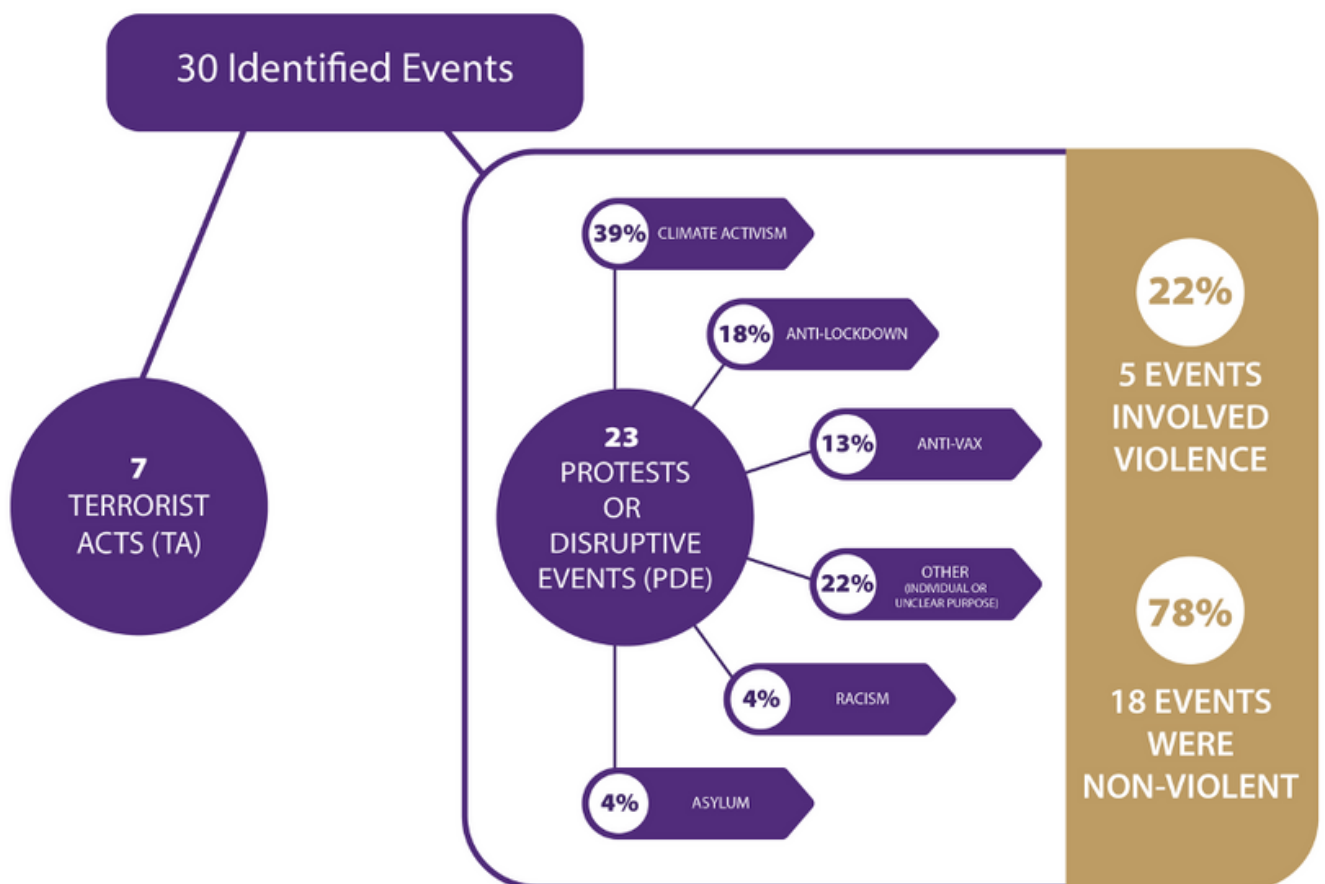 30 Identified Events
7
TERRORIST
ACTS (TA)
23
PROTESTS
OR
DISRUPTIVE
EVENTS (PDE)
39% CLIMATE ACTIVISM
18% ANTI-LOCKDOWN
13% ANTI-VAX
22% OTHER
(INDIVIDUAL OR
UNCLEAR PURPOSE)
4% RACISM
4% ASYLUM
22%
5 EVENTS
INVOLVED
VIOLENCE
78%
18 EVENTS
WERE
NON-VIOLENT